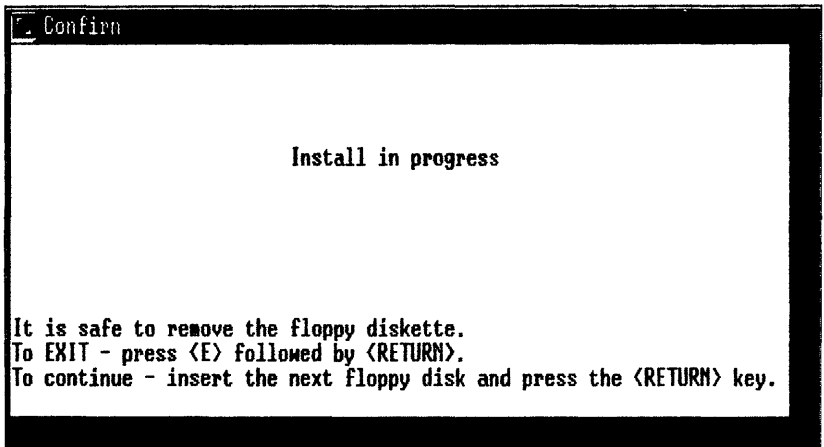 Confirm
Install in progress
It is safe to remove the floppy diskette.
To EXIT - press <E> followed by <RETURN>.
To continue - insert the next floppy disk and press the <RETURN> key.